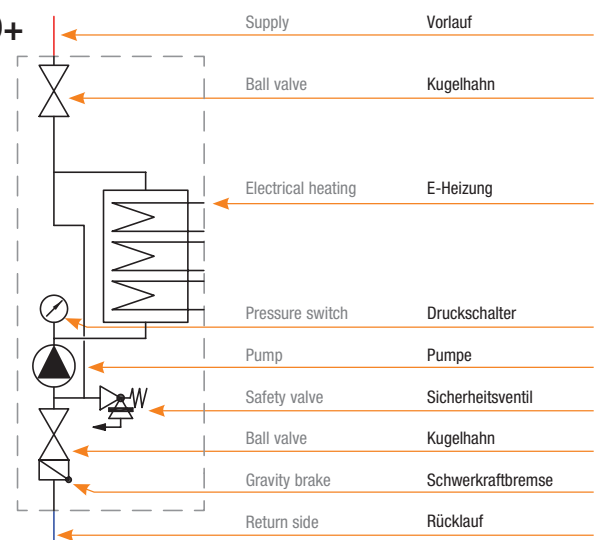 Supply Vorlauf
Ball valve Kugelhahn
Electrical heating E-Heizung
Pressure switch Druckschalter
Pump Pumpe
Safety valve Sicherheitsventil
Ball valve Kugelhahn
Gravity brake Schwerkraftbremse
Return side Rücklauf